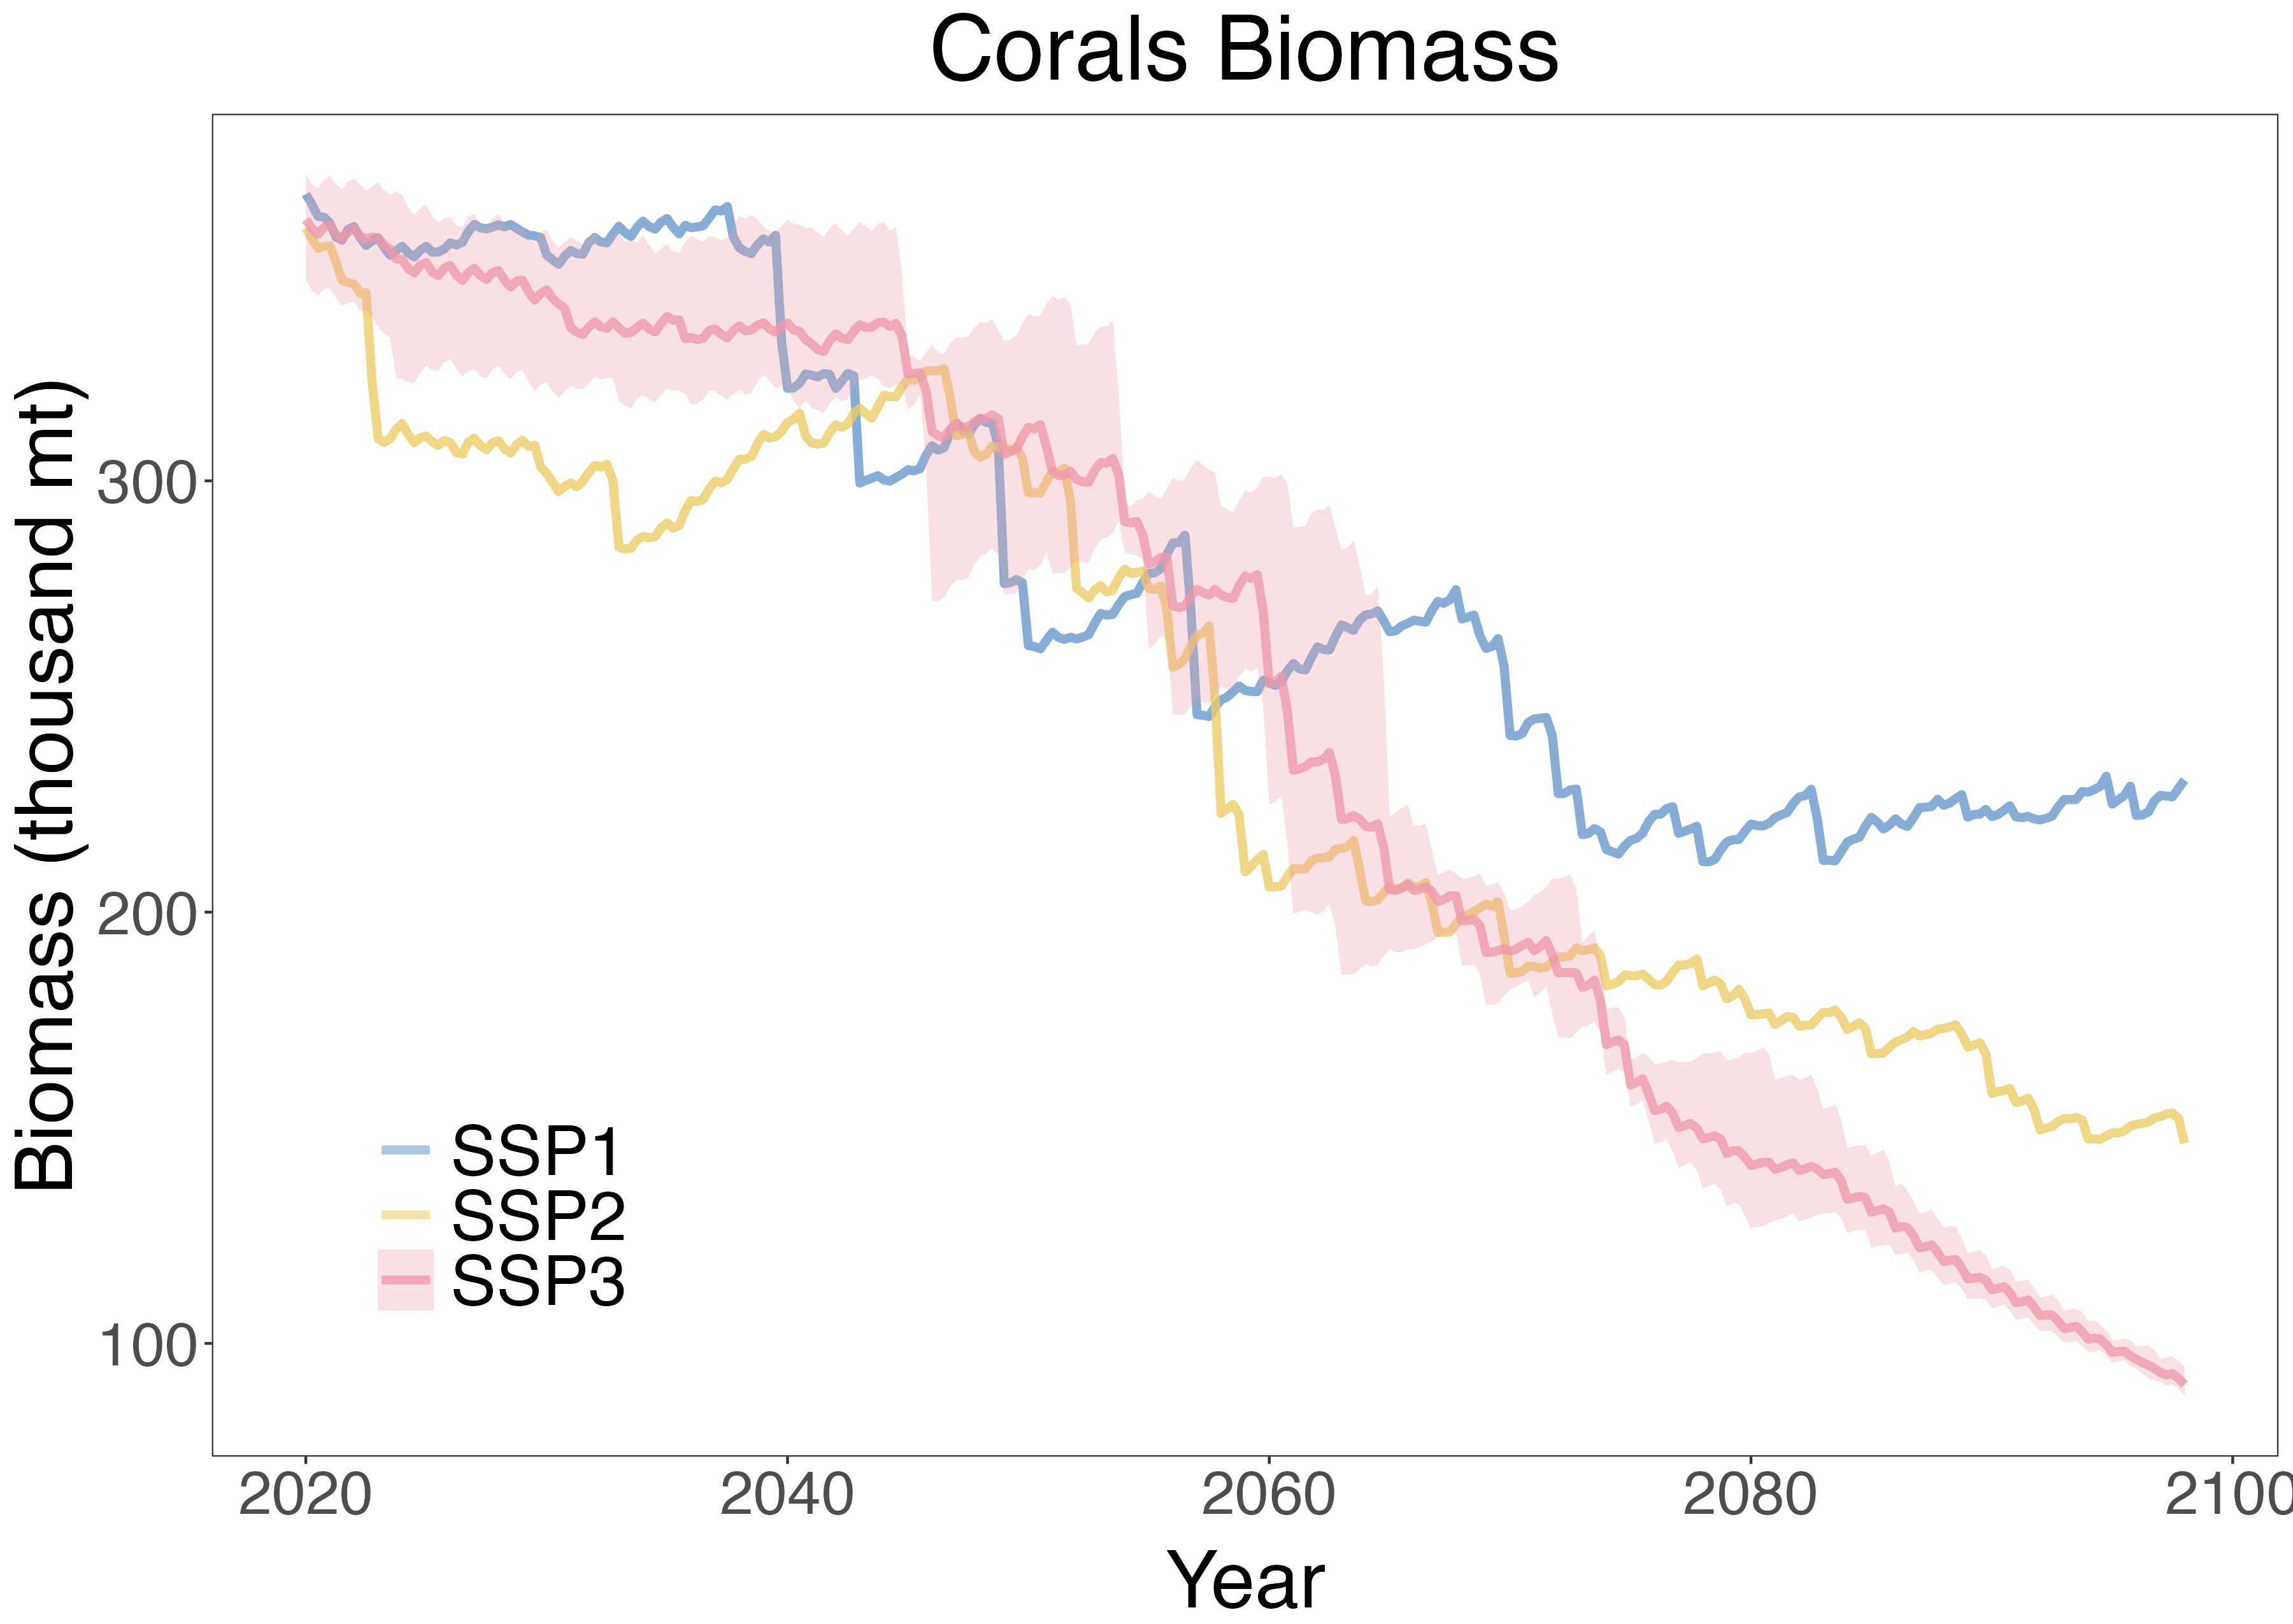 Corals Biomass
Biomass (thousand mt)
300
200
100
SSP1
SSP2
SSP3
2020 2040 2060 2080 2100
Year